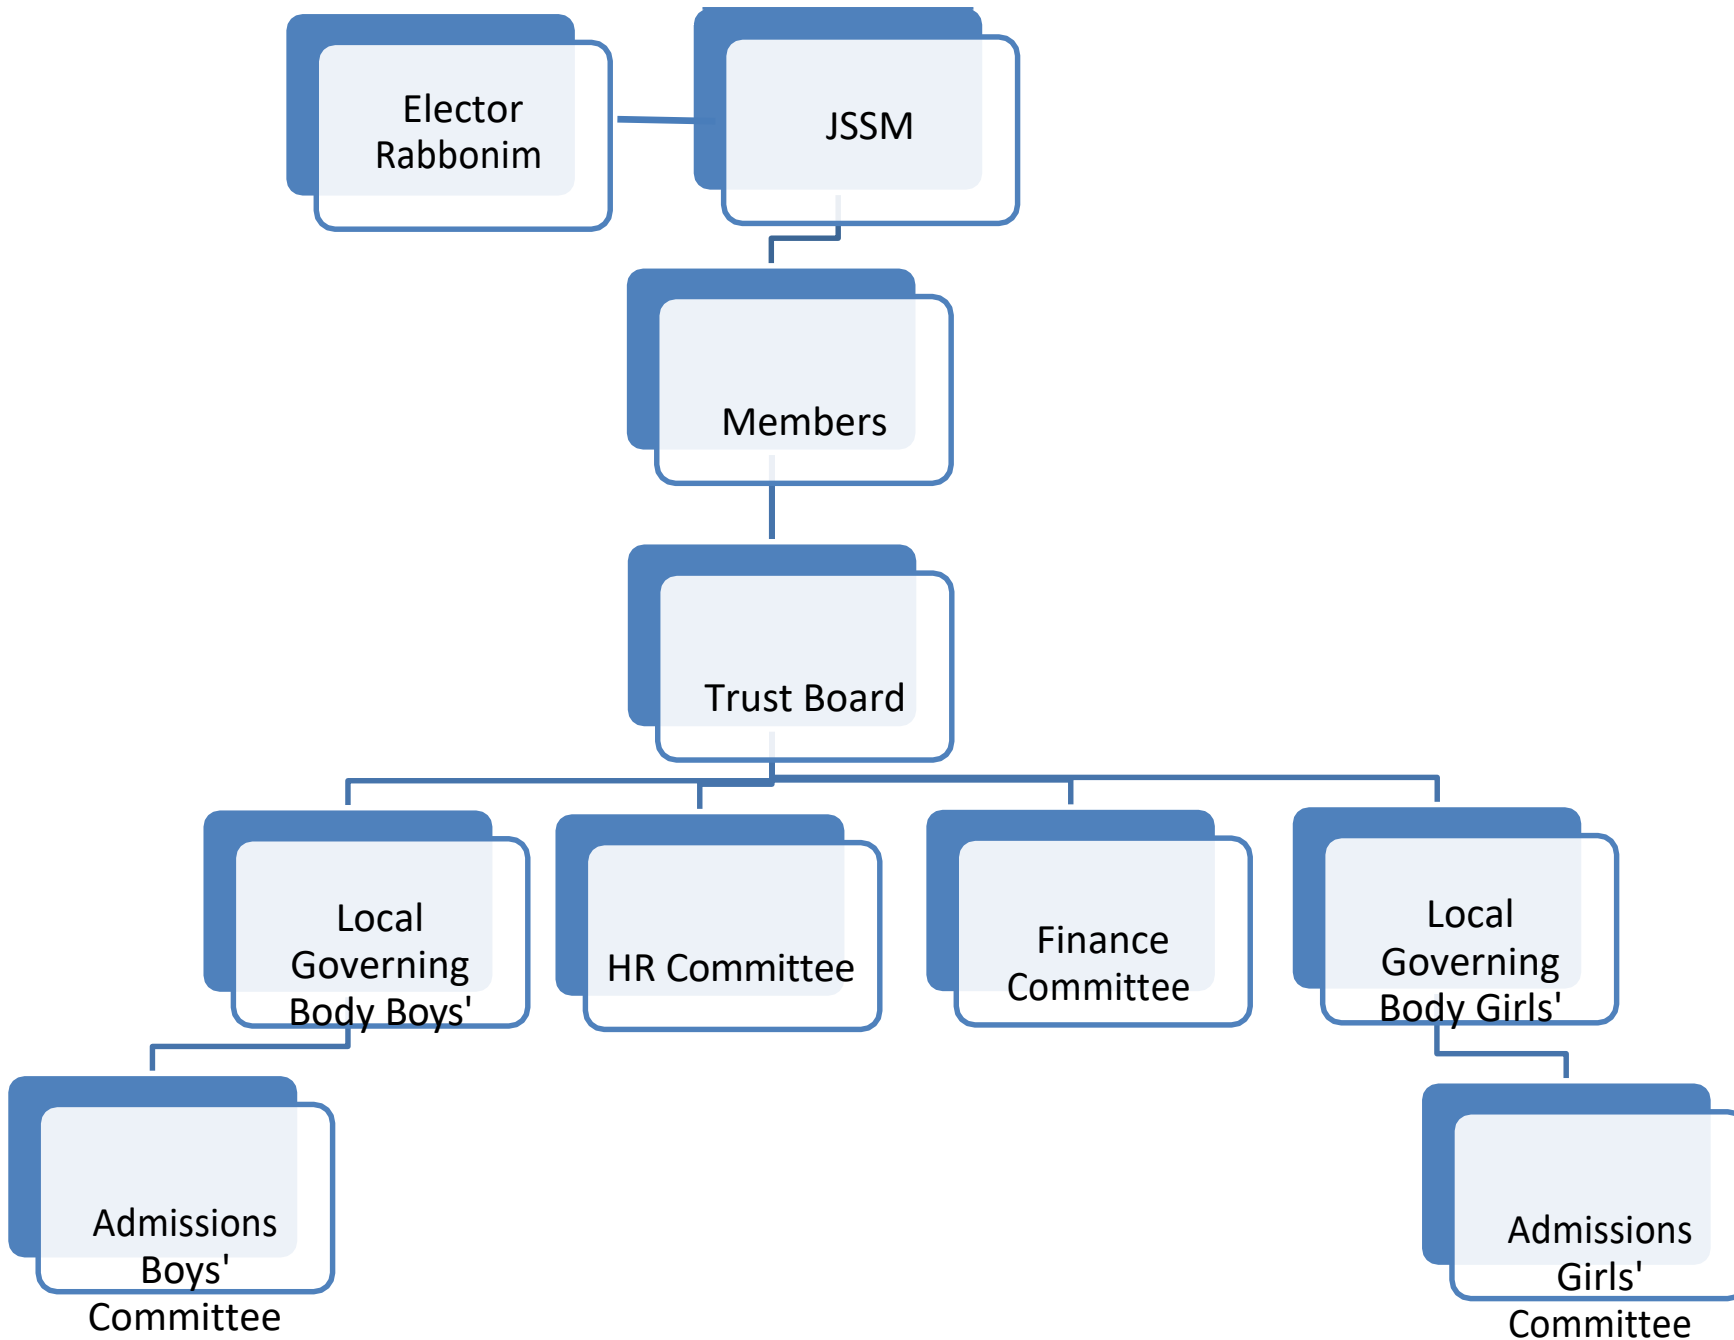 Elector
Rabbonim
JSSM
Members
Trust Board
Local
Governing
Body Boys'
HR Committee
Finance
Committee
Local
Governing
Body Girls'
Admissions
Boys'
Committee
Admissions
Girls'
Committee